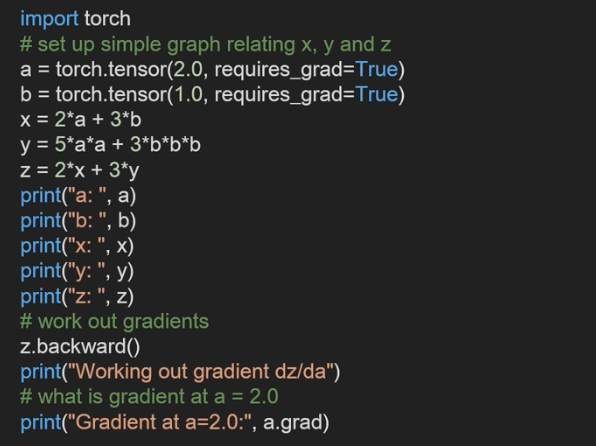 import torch
# set up simple graph relating x, y and z
a = torch.tensor(2.0, requires_grad=True)
b = torch.tensor(1.0, requires_grad=True)
x = 2*a + 3*b
y = 5*a*a + 3*b*b*b
z = 2*x + 3*y
print("a: ", a)
print("b: ", b)
print("x: ", x)
print("y: ", y)
print("z: ", z)
# work out gradients
z.backward()
print("Working out gradient dz/da")
# what is gradient at a = 2.0
print("Gradient at a=2.0:", a.grad)